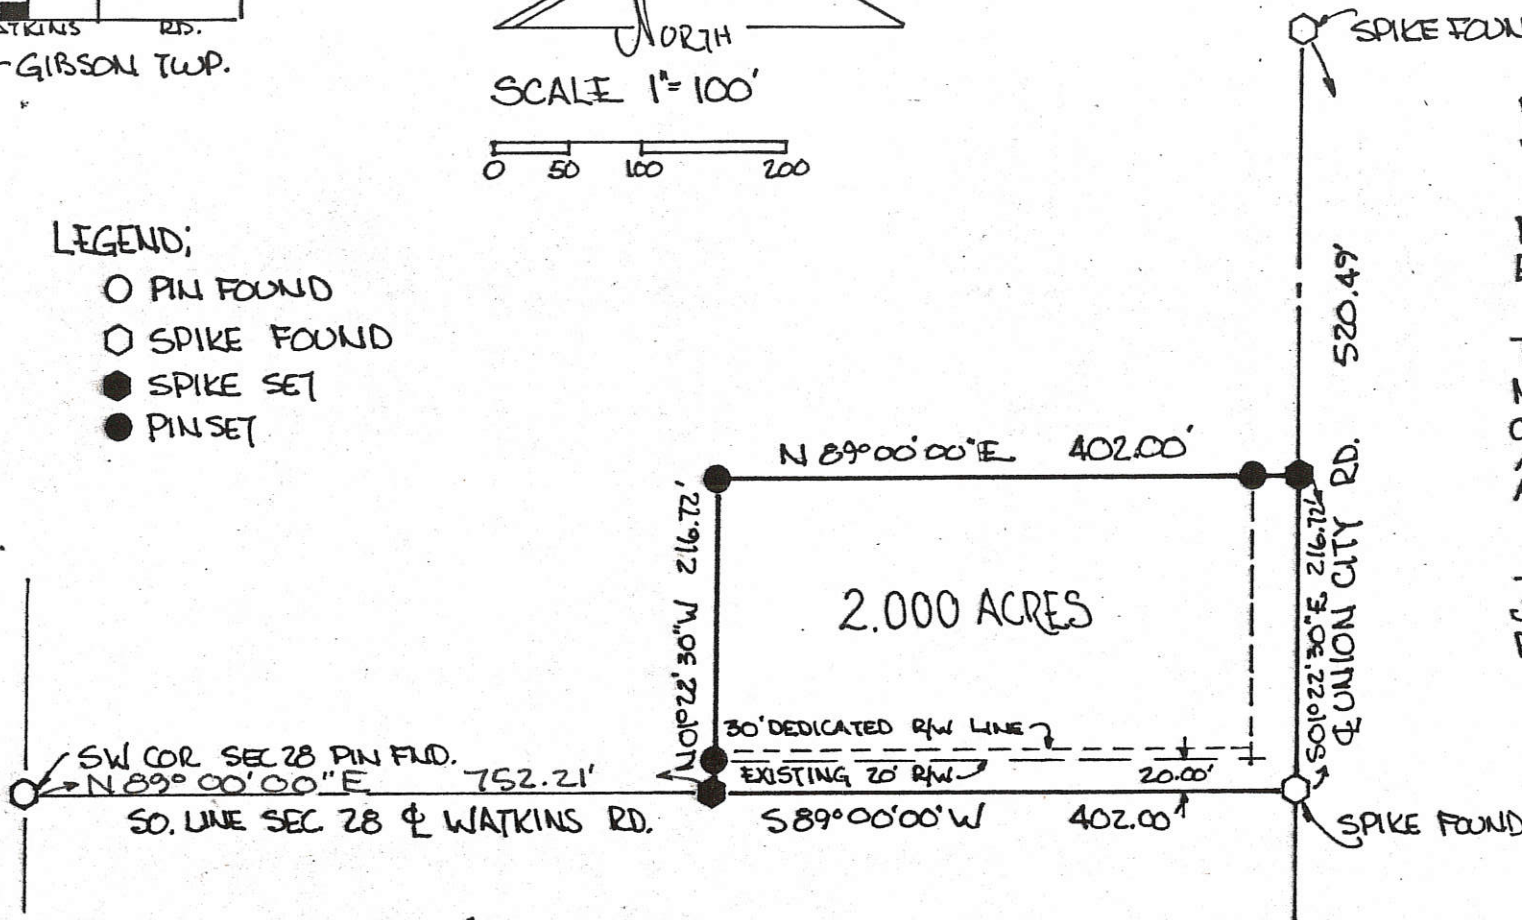 RD.
GIBSON TWP.
NORTH
SCALE 1"=100'
0 50 100 200
SPIKE FOUN
LEGEND;
PIN FOUND
SPIKE FOUND
SPIKE SET
PIN SET
520.49'
N 89°00'00"E 402.00'
N01°22'30"W 216.72'
2.000 ACRES
S01°22'30"E 216.72'
℄ UNION CITY RD.
30' DEDICATED R/W LINE
EXISTING 20' R/W
20.00'
SW COR SEC 28 PIN FND.
N 89°00'00"E 752.21'
SO. LINE SEC. 28 ℄ WATKINS RD.
S89°00'00"W 402.00'
SPIKE FOUND